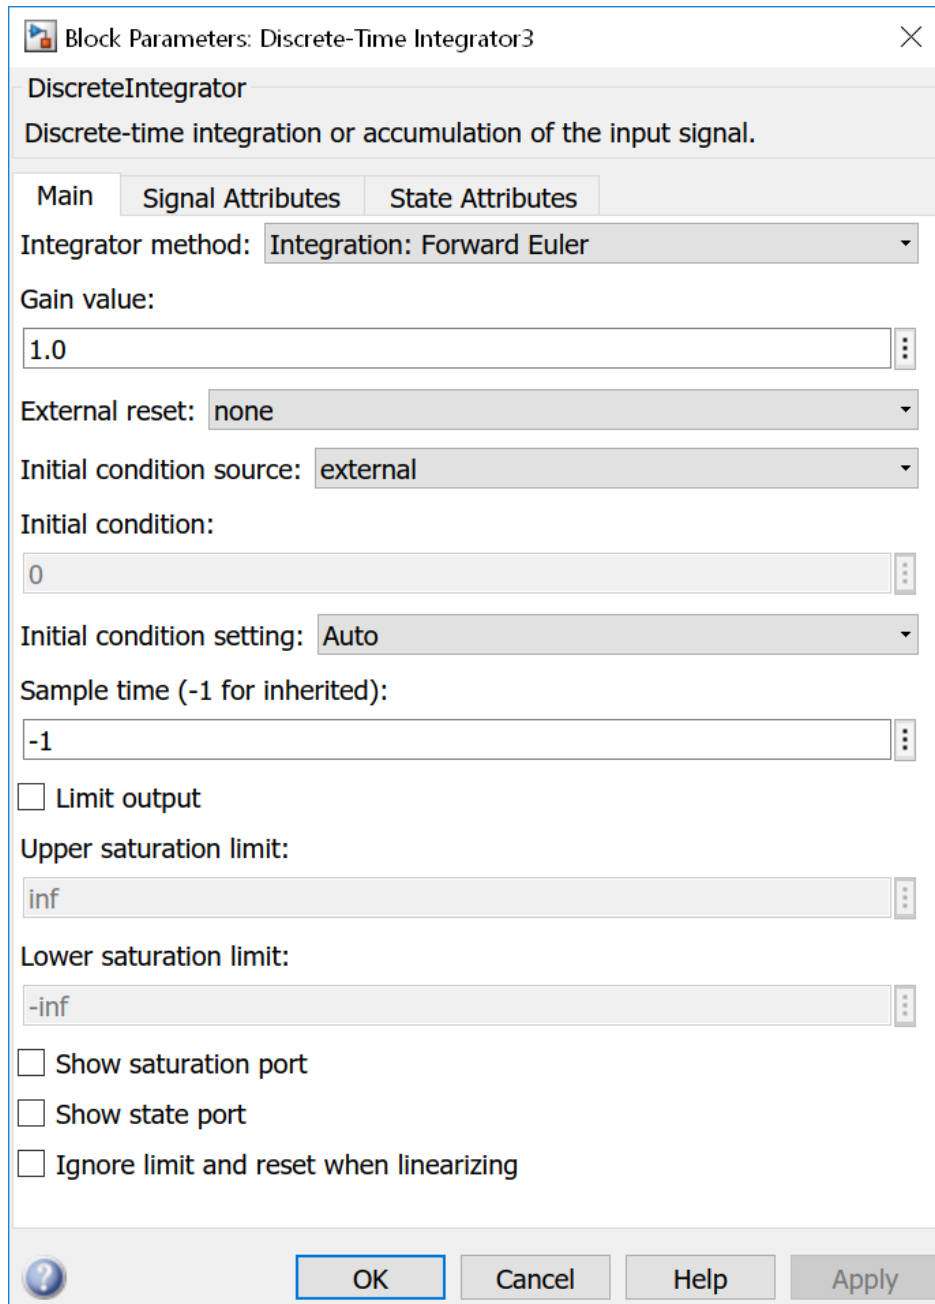 Block Parameters: Discrete-Time Integrator3
DiscreteIntegrator
Discrete-time integration or accumulation of the input signal.
Main Signal Attributes State Attributes
Integrator method: Integration: Forward Euler
Gain value:
1.0
External reset: none
Initial condition source: external
Initial condition:
0
Initial condition setting: Auto
Sample time (-1 for inherited):
-1
Limit output
Upper saturation limit:
inf
Lower saturation limit:
-inf
Show saturation port
Show state port
Ignore limit and reset when linearizing
? OK Cancel Help Apply